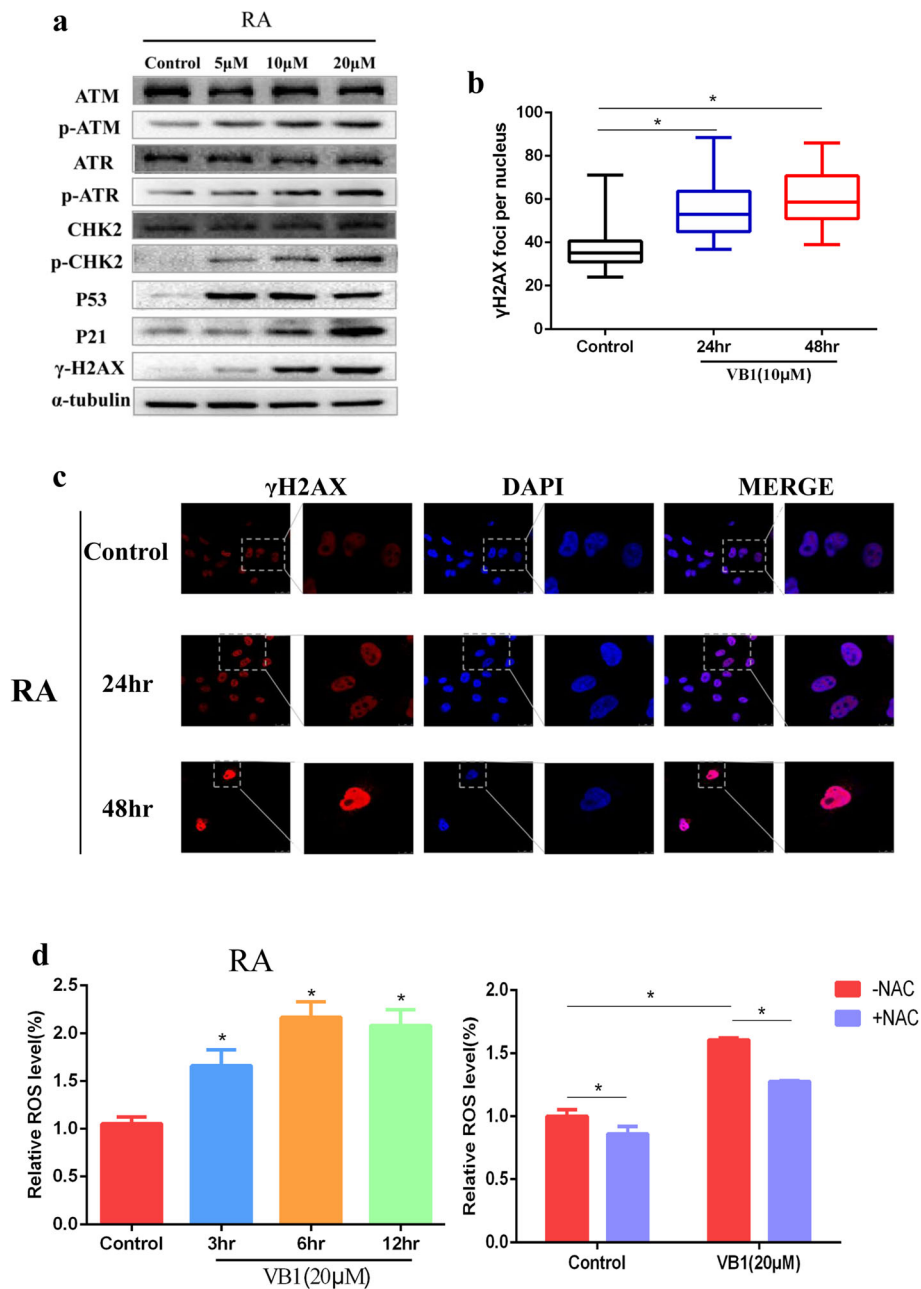 a
RA
Control 5μM 10μM 20μM
ATM
p-ATM
ATR
p-ATR
CHK2
p-CHK2
P53
P21
γ-H2AX
α-tubulin
b
γH2AX foci per nucleus
100
80
60
40
20
0
* *
Control 24hr 48hr
VB1(10μM)
c
γH2AX DAPI MERGE
RA
Control
24hr
48hr
d
RA
Relative ROS level(%)
2.5
2.0
1.5
1.0
0.5
0.0
* * *
Control 3hr 6hr 12hr
VB1(20μM)
Relative ROS level(%)
2.0
1.5
1.0
0.5
0.0
* * *
-NAC
+NAC
Control VB1(20μM)